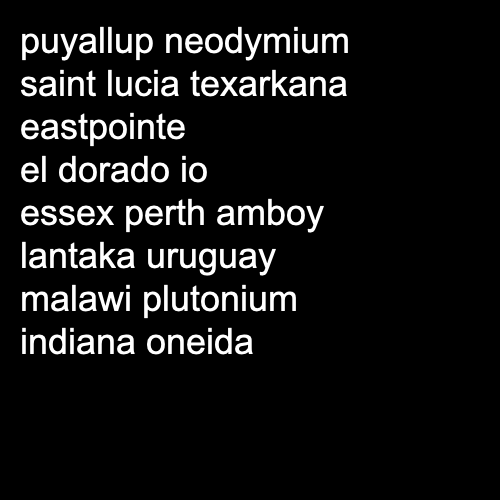 puyallup neodymium
saint lucia texarkana
eastpointe
el dorado io
essex perth amboy
lantaka uruguay
malawi plutonium
indiana oneida